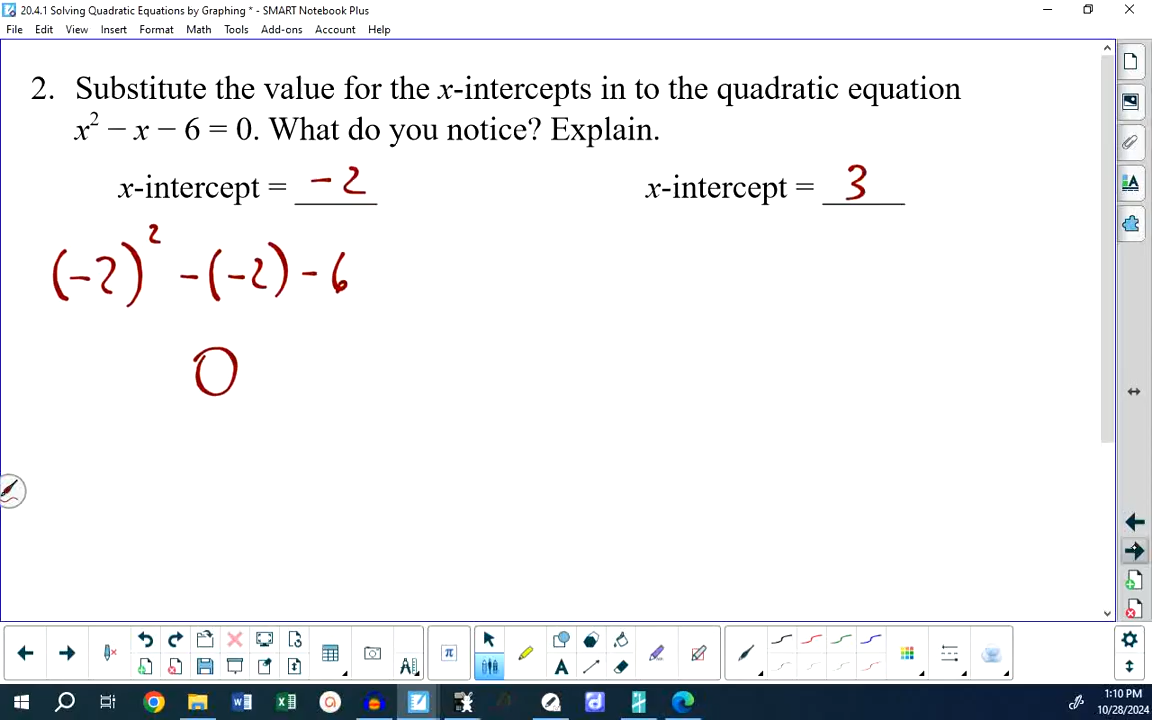 20.4.1 Solving Quadratic Equations by Graphing * - SMART Notebook Plus
File Edit View Insert Format Math Tools Add-ons Account Help
2. Substitute the value for the x-intercepts in to the quadratic equation
x² − x − 6 = 0. What do you notice? Explain.
x-intercept = -2 x-intercept = 3
(-2)² -(-2) - 6
0
π
A
1:10 PM
10/28/2024